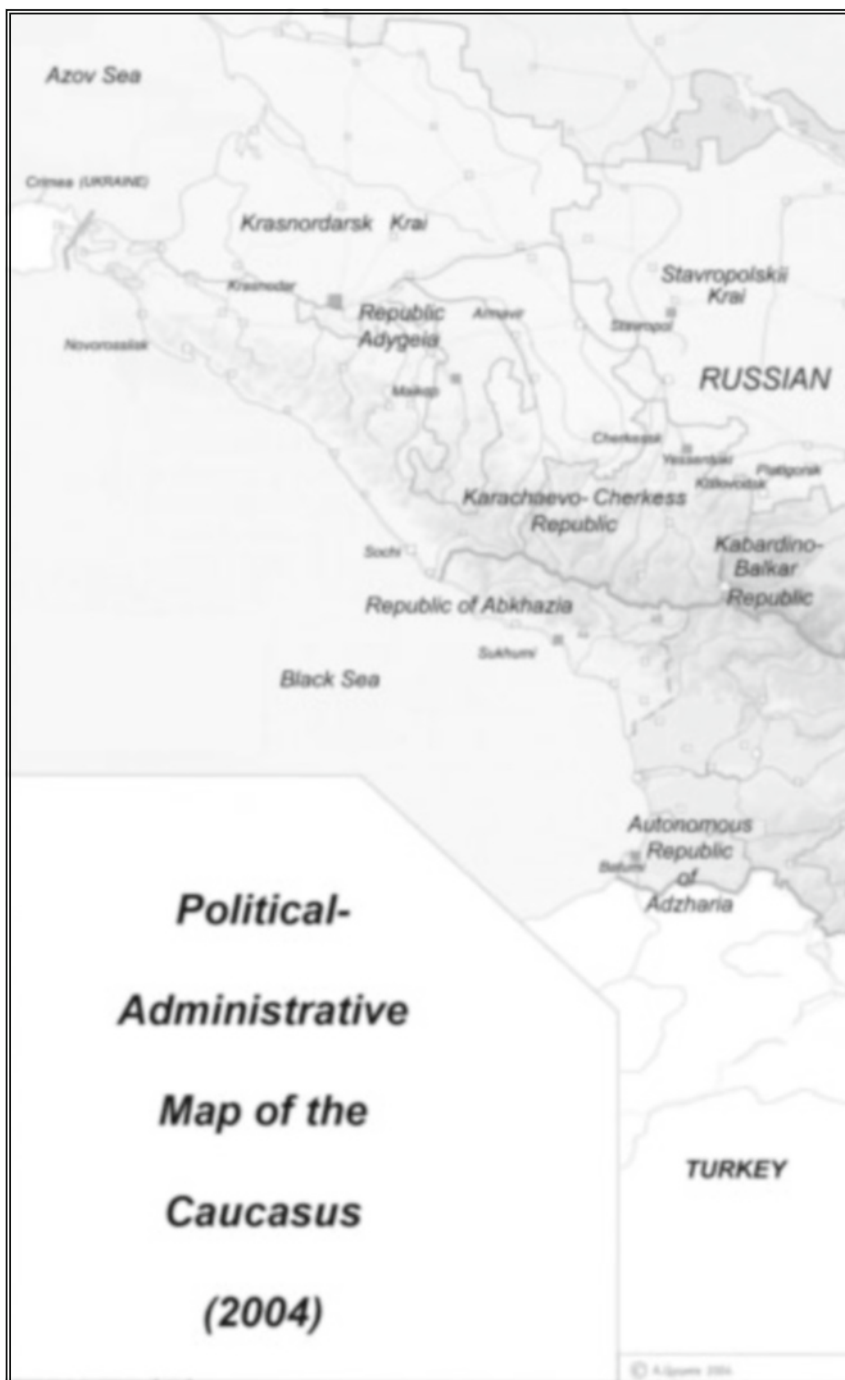 Azov Sea
Crimea (UKRAINE)
Krasnordarsk Krai
Stavropolskii
Krai
Krasnodar
Republic
Adygeia
Armavir
Stavropol
Novorossiisk
RUSSIAN
Maikop
Cherkessk
Yessentuki
Kislovodsk
Piatigorsk
Karachaevo- Cherkess
Republic
Kabardino-
Balkar
Republic
Sochi
Republic of Abkhazia
Sukhumi
Black Sea
Autonomous
Republic
of
Adzharia
Batumi
Political-
Administrative
Map of the
Caucasus
(2004)
TURKEY
© 2004